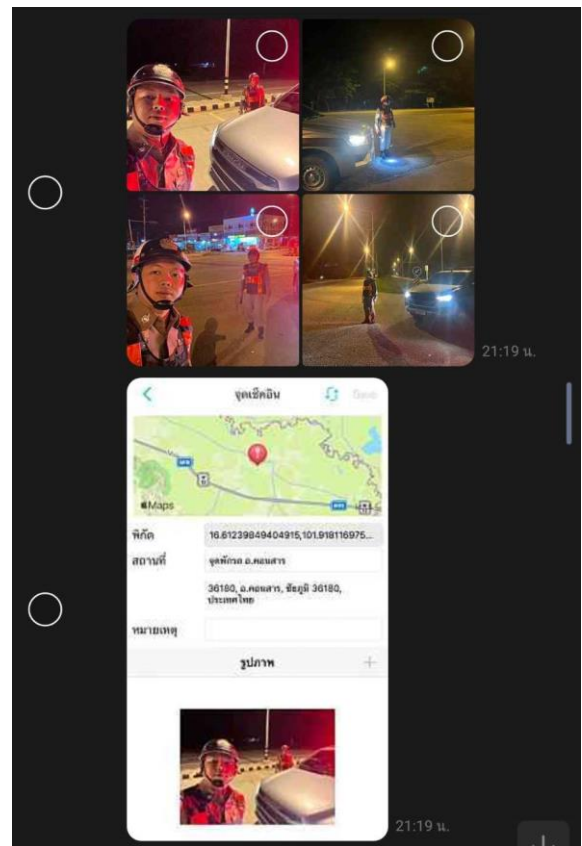 21:19 น.
จุดเช็คอิน
Save
Maps
พิกัด
16.61239849404915,101.918116975...
สถานที่
จุดพักรถ อ.คอนสาร
36180, อ.คอนสาร, ชัยภูมิ 36180,
ประเทศไทย
หมายเหตุ
รูปภาพ
21:19 น.